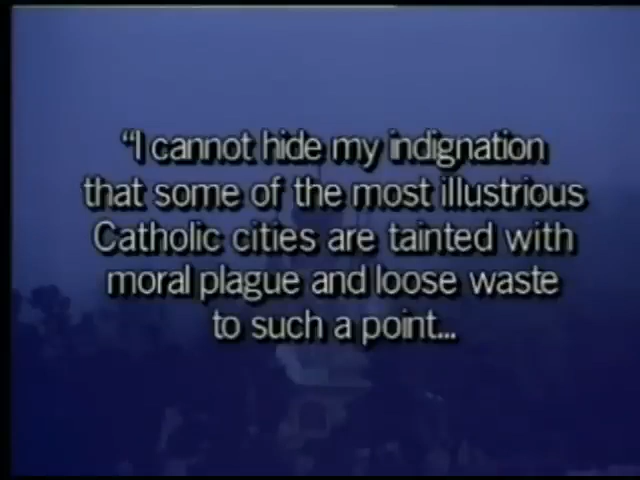 "I cannot hide my indignation
that some of the most illustrious
Catholic cities are tainted with
moral plague and loose waste
to such a point...